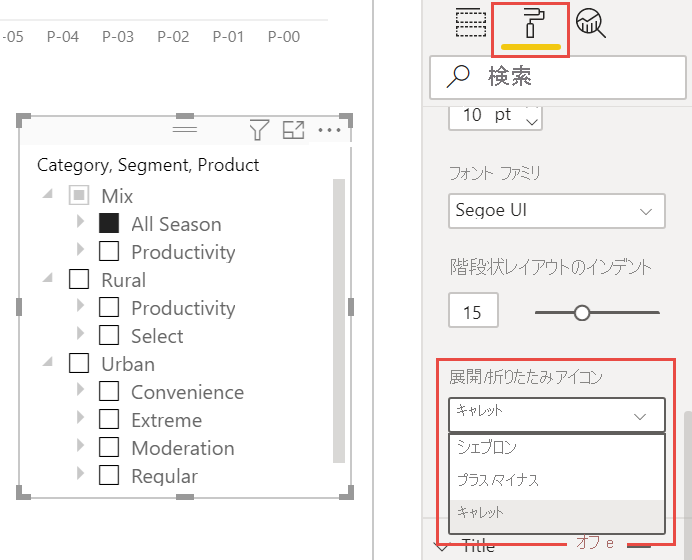 -05 P-04 P-03 P-02 P-01 P-00
Category, Segment, Product
Mix
All Season
Productivity
Rural
Productivity
Select
Urban
Convenience
Extreme
Moderation
Regular
検索
10 pt
フォント ファミリ
Segoe UI
階段状レイアウトのインデント
15
展開/折りたたみアイコン
キャレット
シェブロン
プラス/マイナス
キャレット
Title オフ e